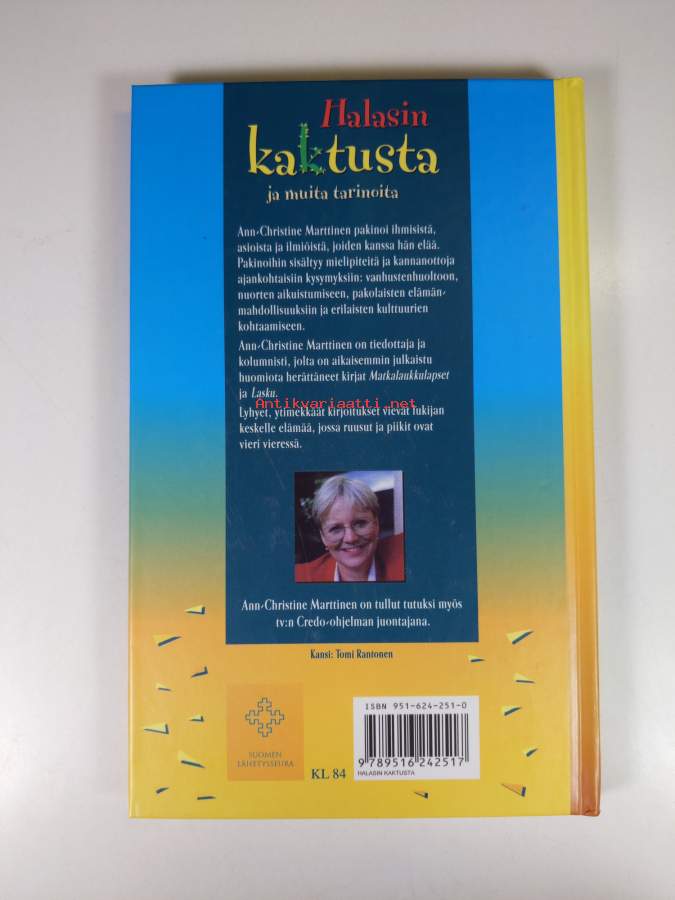 Halasin
kaktusta
ja muita tarinoita
Ann-Christine Marttinen pakinoi ihmisistä,
asioista ja ilmiöistä, joiden kanssa hän elää.
Pakinoihin sisältyy mielipiteitä ja kannanottoja
ajankohtaisiin kysymyksiin: vanhustenhuoltoon,
nuorten aikuistumiseen, pakolaisten elämän-
mahdollisuuksiin ja erilaisten kulttuurien
kohtaamiseen.
Ann-Christine Marttinen on tiedottaja ja
kolumnisti, jolta on aikaisemmin julkaistu
huomiota herättäneet kirjat Matkalaukkulapset
ja Lasku.
Antikvariaatti.net
Lyhyet, ytimekkäät kirjoitukset vievät lukijan
keskelle elämää, jossa ruusut ja piikit ovat
vieri vieressä.
Ann-Christine Marttinen on tullut tutuksi myös
tv:n Credo-ohjelman juontajana.
Kansi: Tomi Rantonen
SUOMEN
LÄHETYSSEURA
KL 84
ISBN 951-624-251-0
9 789516 242517
HALASIN KAKTUSTA